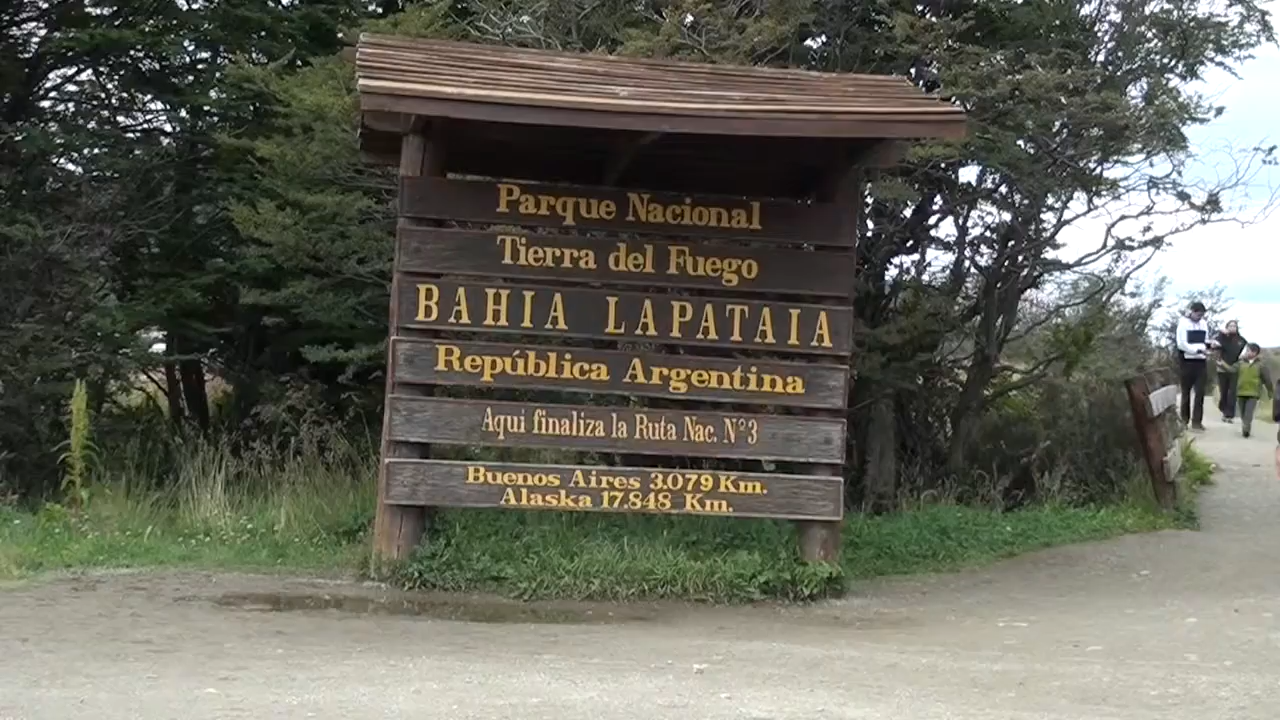 Parque Nacional
Tierra del Fuego
BAHIA LAPATAIA
República Argentina
Aqui finaliza la Ruta Nac. Nº3
Buenos Aires 3.079 Km.
Alaska 17.848 Km.